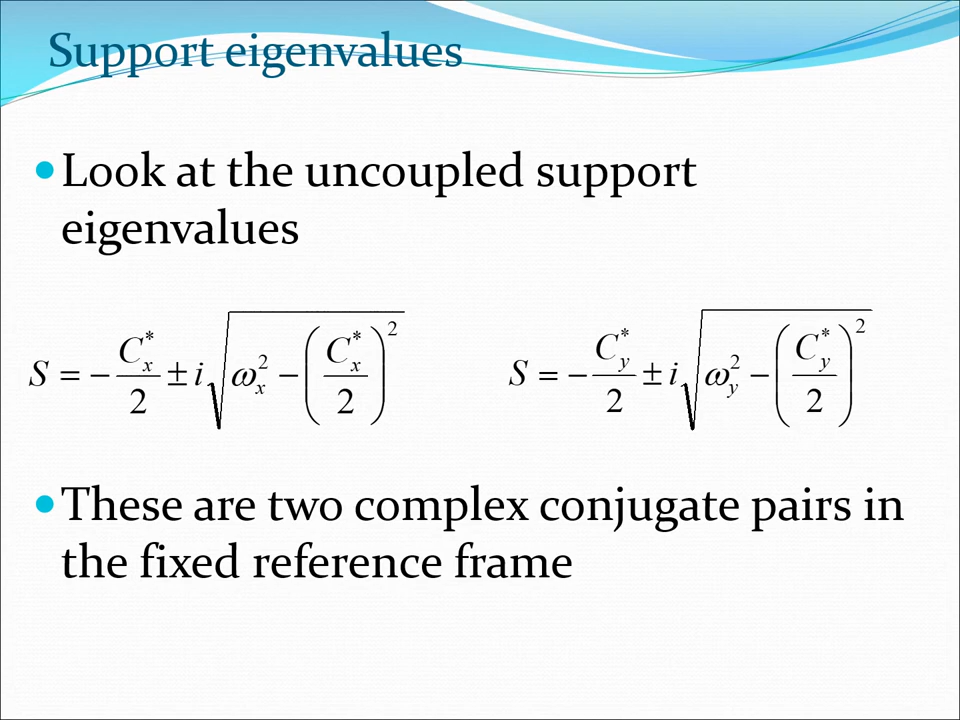 Support eigenvalues
• Look at the uncoupled support
eigenvalues
S = − C*ₓ/2 ± i√(ω²ₓ − (C*ₓ/2)²)    S = − C*ᵧ/2 ± i√(ω²ᵧ − (C*ᵧ/2)²)
• These are two complex conjugate pairs in
the fixed reference frame